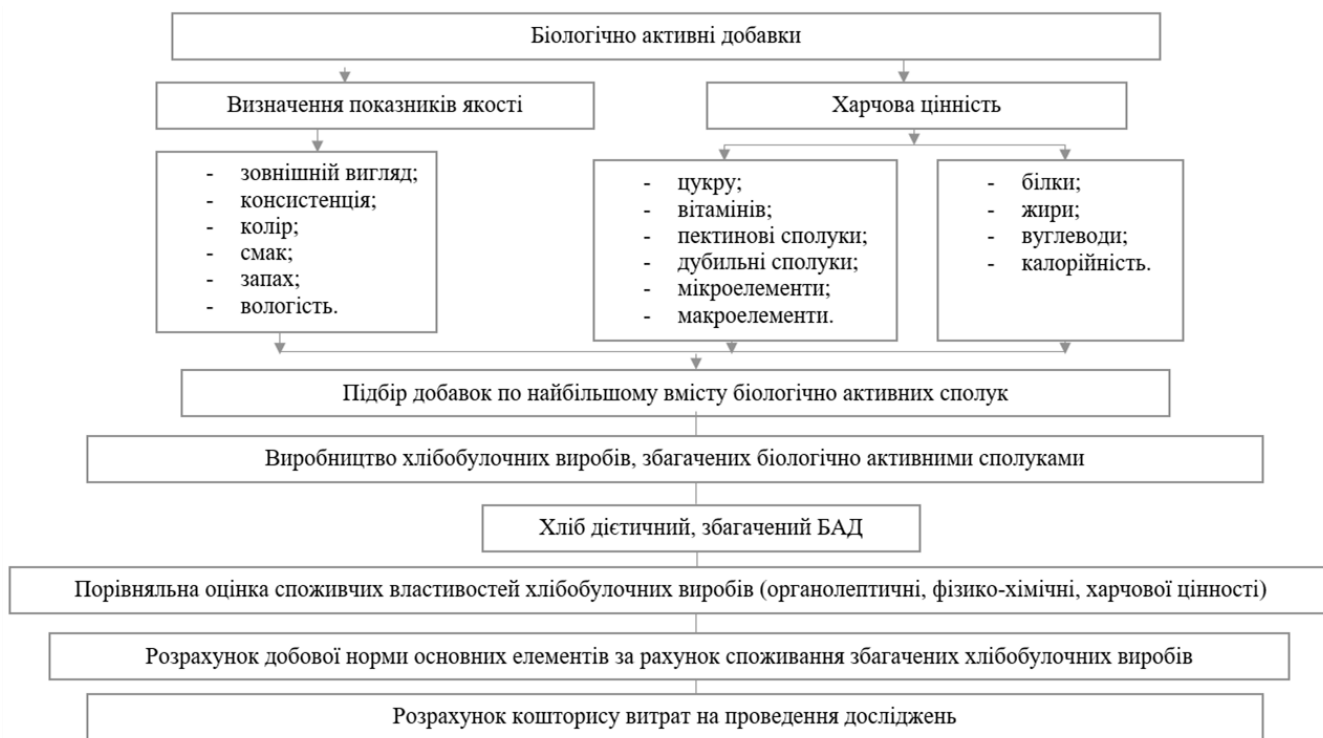 Біологічно активні добавки
Визначення показників якості
Харчова цінність
- зовнішній вигляд;
- консистенція;
- колір;
- смак;
- запах;
- вологість.
- цукру;
- вітамінів;
- пектинові сполуки;
- дубильні сполуки;
- мікроелементи;
- макроелементи.
- білки;
- жири;
- вуглеводи;
- калорійність.
Підбір добавок по найбільшому вмісту біологічно активних сполук
Виробництво хлібобулочних виробів, збагачених біологічно активними сполуками
Хліб дієтичний, збагачений БАД
Порівняльна оцінка споживчих властивостей хлібобулочних виробів (органолептичні, фізико-хімічні, харчової цінності)
Розрахунок добової норми основних елементів за рахунок споживання збагачених хлібобулочних виробів
Розрахунок кошторису витрат на проведення досліджень